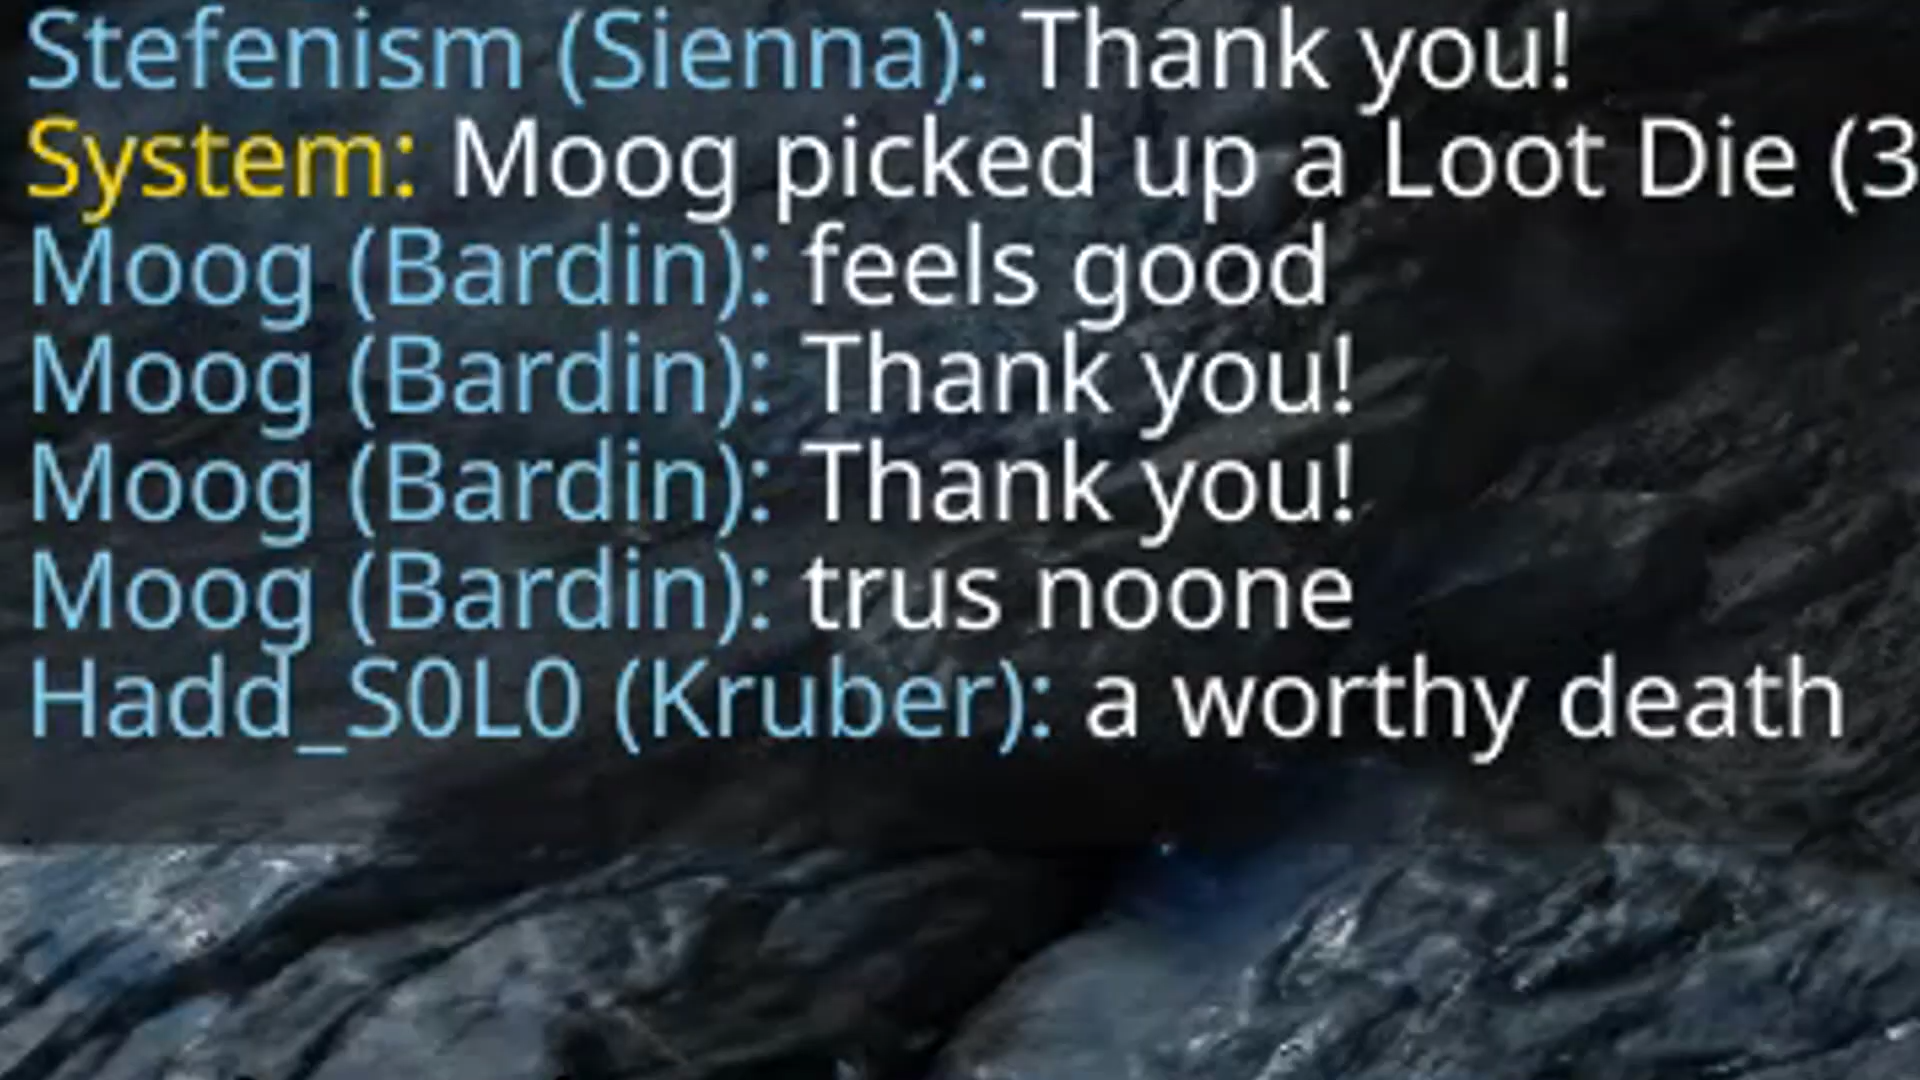 Stefenism (Sienna): Thank you!
System: Moog picked up a Loot Die (3
Moog (Bardin): feels good
Moog (Bardin): Thank you!
Moog (Bardin): Thank you!
Moog (Bardin): trus noone
Hadd_S0L0 (Kruber): a worthy death